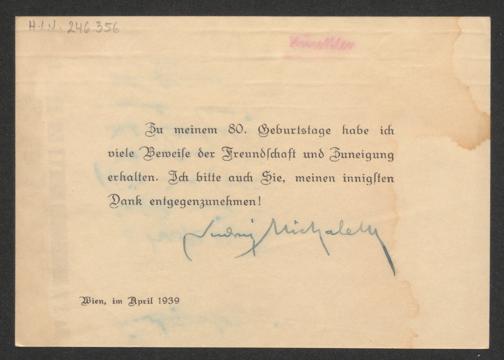 H.I.N. 246.356
Künstler
Zu meinem 80. Geburtstage habe ich
viele Beweise der Freundschaft und Zuneigung
erhalten. Ich bitte auch Sie, meinen innigsten
Dank entgegenzunehmen!
Ludwig Michalek
Wien, im April 1939